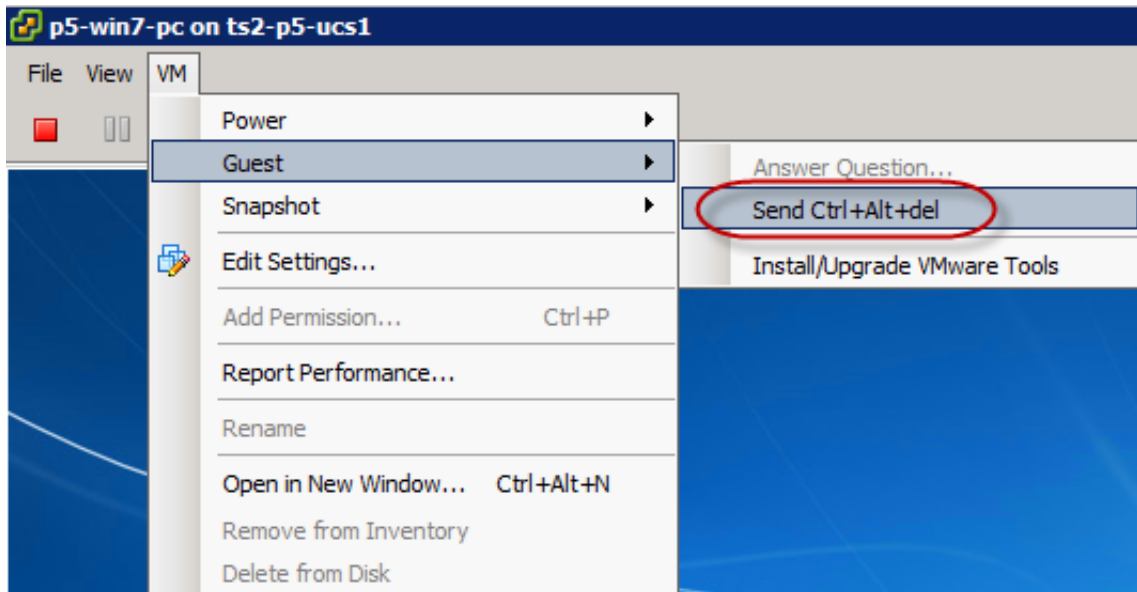 p5-win7-pc on ts2-p5-ucs1
File View VM
Power
Guest
Snapshot
Edit Settings...
Add Permission... Ctrl+P
Report Performance...
Rename
Open in New Window... Ctrl+Alt+N
Remove from Inventory
Delete from Disk
Answer Question...
Send Ctrl+Alt+del
Install/Upgrade VMware Tools